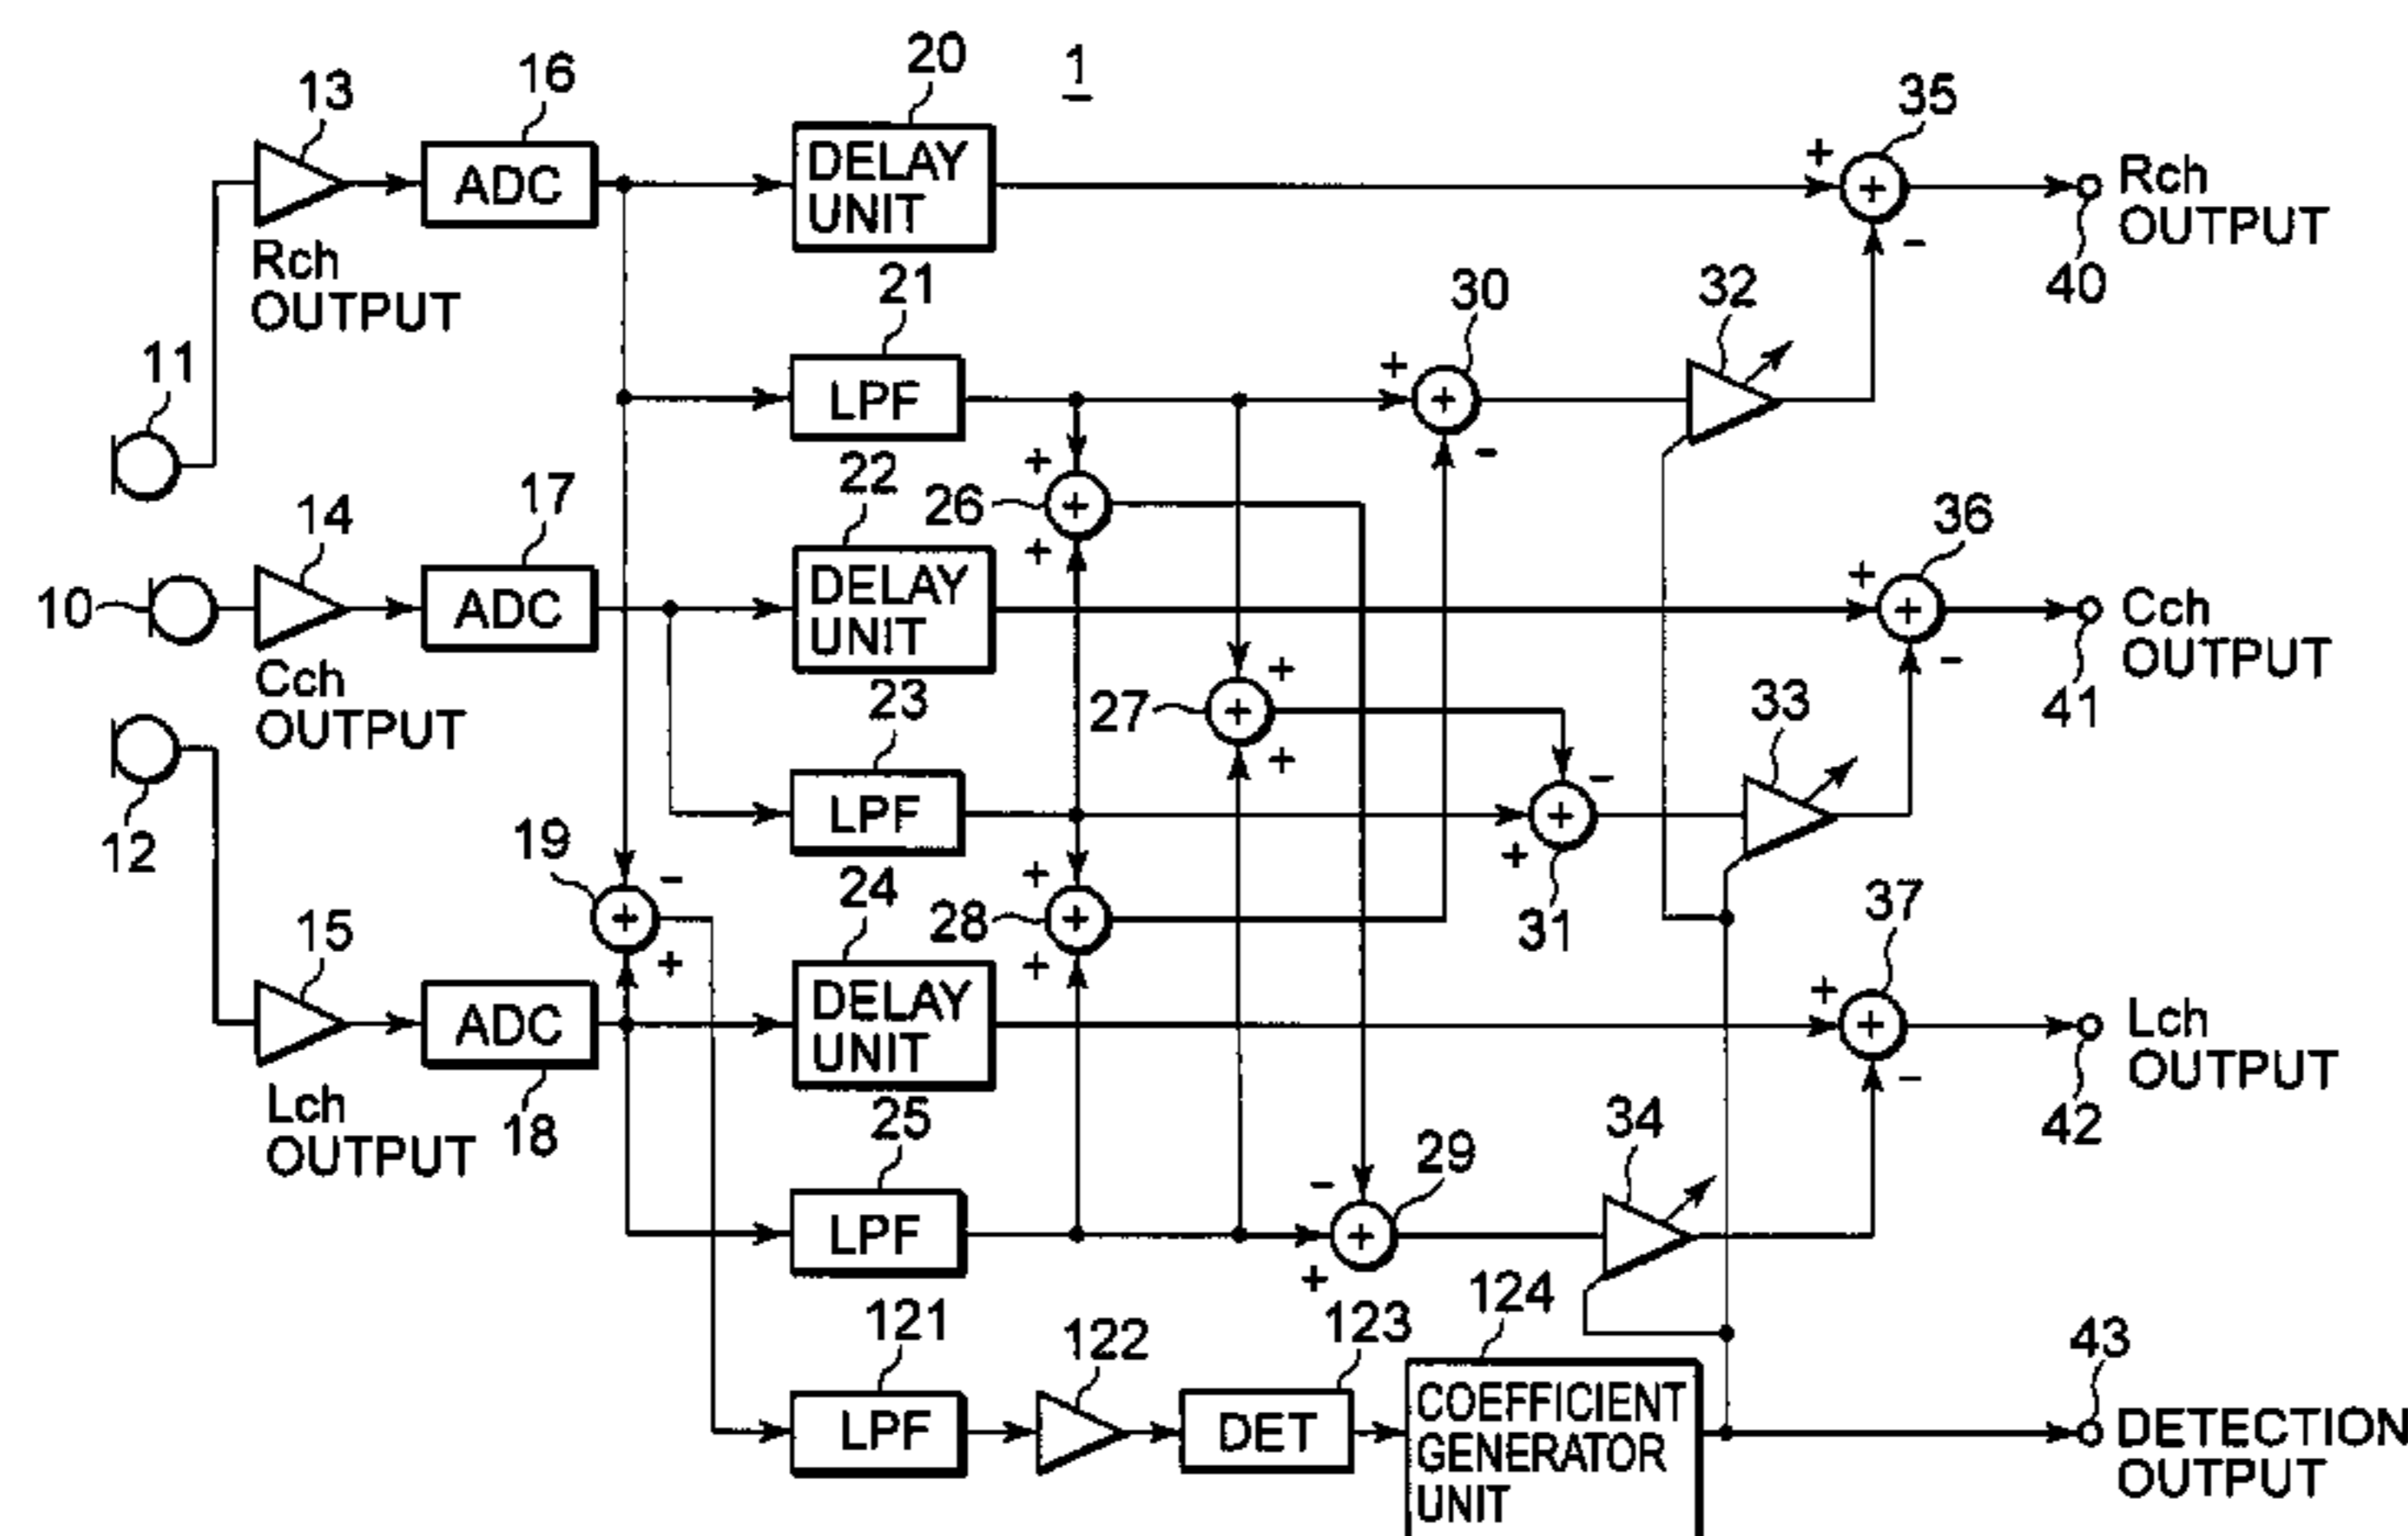 20
1
35
13
16
DELAY
UNIT
+
+
Rch
OUTPUT
ADC
-
40
Rch
OUTPUT
21
30
32
11
LPF
+
+
-
22
26
+
+
+
14
17
36
10
ADC
DELAY
UNIT
+
+
Cch
OUTPUT
-
41
Cch
OUTPUT
23
27
+
+
+
33
12
LPF
-
+
+
31
19
-
+
+
24
28
+
+
+
37
15
18
ADC
DELAY
UNIT
+
+
Lch
OUTPUT
-
42
Lch
OUTPUT
25
29
34
LPF
-
+
+
121
122
123
124
43
LPF
DET
COEFFICIENT
GENERATOR
UNIT
DETECTION
OUTPUT